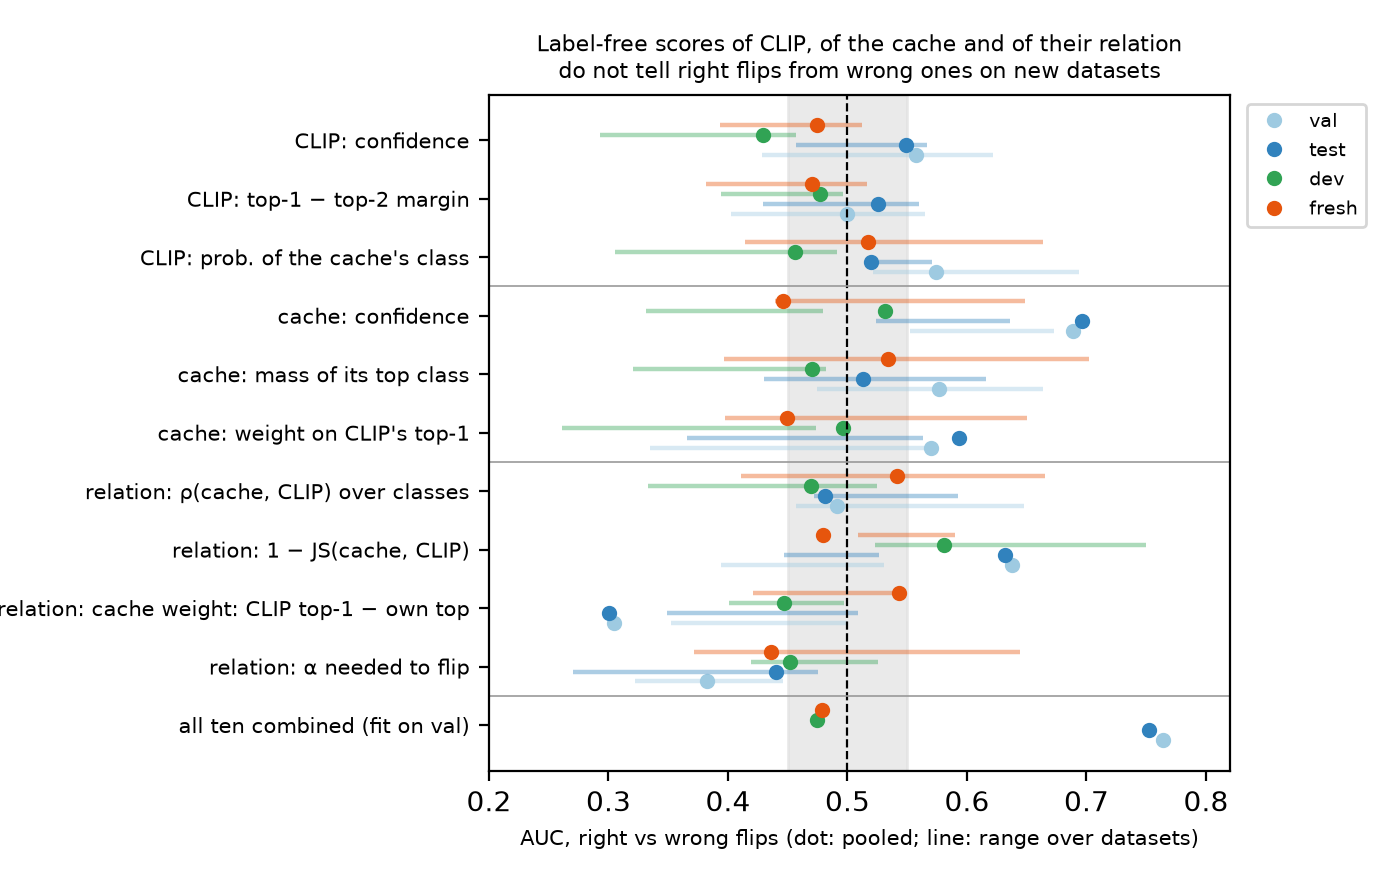 Label-free scores of CLIP, of the cache and of their relation
do not tell right flips from wrong ones on new datasets
CLIP: confidence
CLIP: top-1 − top-2 margin
CLIP: prob. of the cache's class
cache: confidence
cache: mass of its top class
cache: weight on CLIP's top-1
relation: ρ(cache, CLIP) over classes
relation: 1 − JS(cache, CLIP)
relation: cache weight: CLIP top-1 − own top
relation: α needed to flip
all ten combined (fit on val)
val
test
dev
fresh
0.2 0.3 0.4 0.5 0.6 0.7 0.8
AUC, right vs wrong flips (dot: pooled; line: range over datasets)